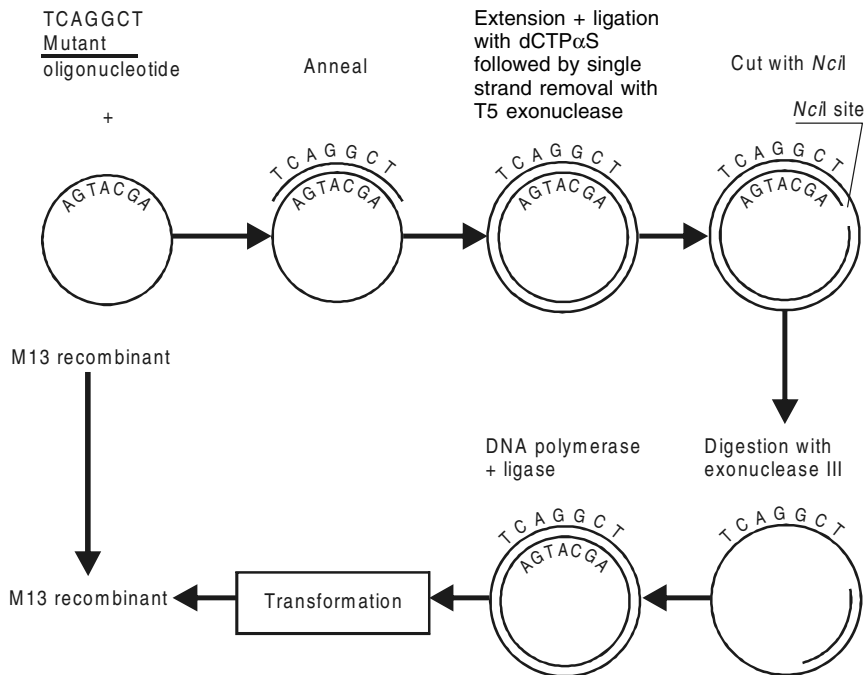 TCAGGCT
Mutant
oligonucleotide
+
AGTACGA
M13 recombinant
Anneal
TCAGGCT
AGTACGA
Extension + ligation
with dCTPαS
followed by single
strand removal with
T5 exonuclease
TCAGGCT
AGTACGA
Cut with NciI
NciI site
TCAGGCT
AGTACGA
Digestion with
exonuclease III
TCAGGCT
DNA polymerase
+ ligase
TCAGGCT
AGTACGA
Transformation
M13 recombinant